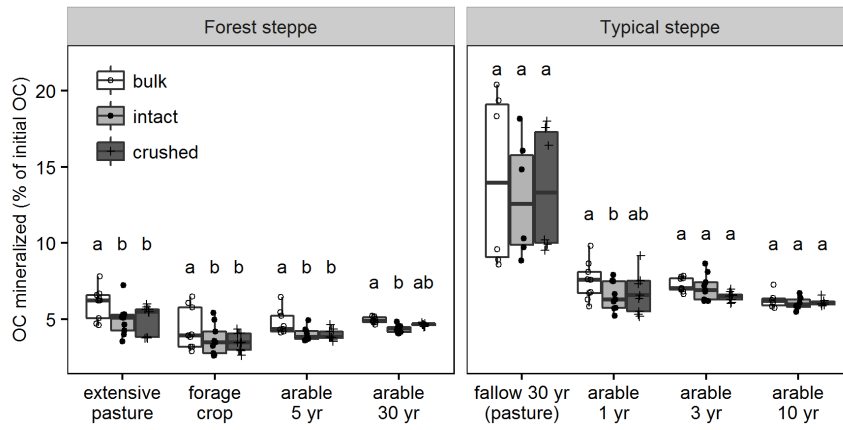 Forest steppe
Typical steppe
OC mineralized (% of initial OC)
20
15
10
5
bulk
intact
crushed
a b b
a b b
a b b
a b ab
a a a
a b ab
a a a
a a a
extensive
pasture
forage
crop
arable
5 yr
arable
30 yr
fallow 30 yr
(pasture)
arable
1 yr
arable
3 yr
arable
10 yr